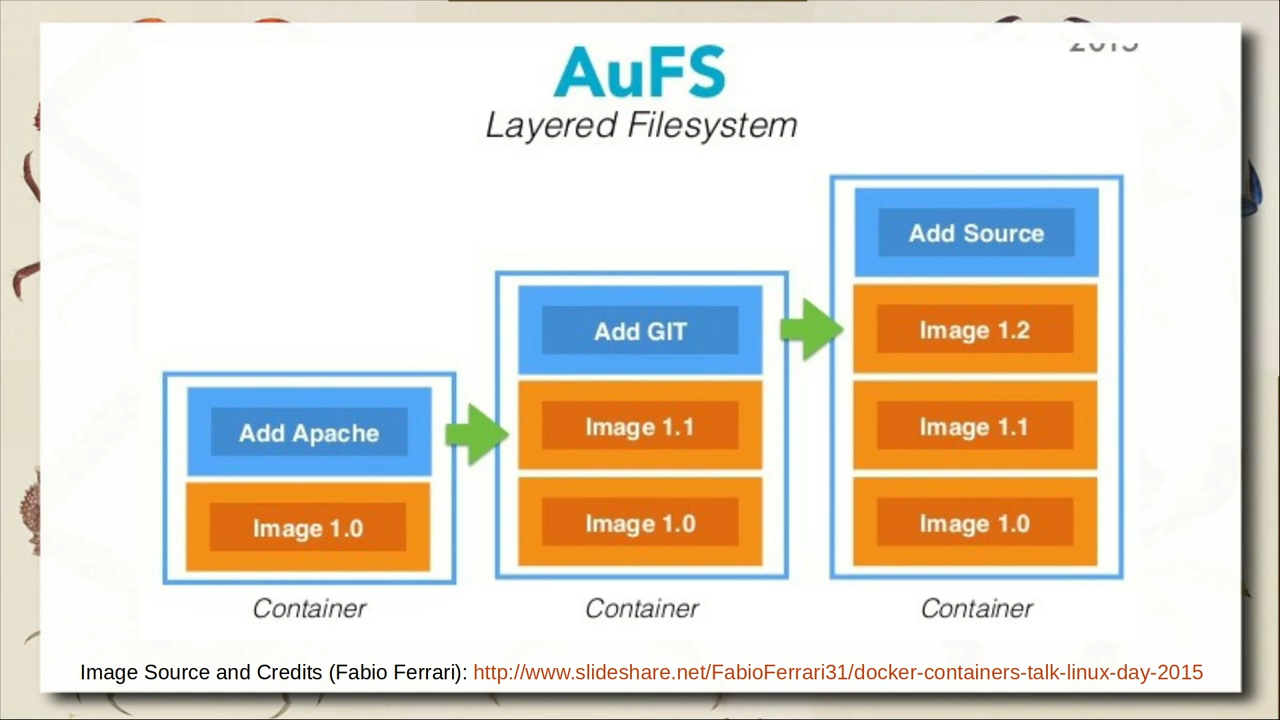 2015
AuFS
Layered Filesystem
Add Source
Add GIT
Image 1.2
Add Apache
Image 1.1
Image 1.1
Image 1.0
Image 1.0
Image 1.0
Container
Container
Container
Image Source and Credits (Fabio Ferrari): http://www.slideshare.net/FabioFerrari31/docker-containers-talk-linux-day-2015